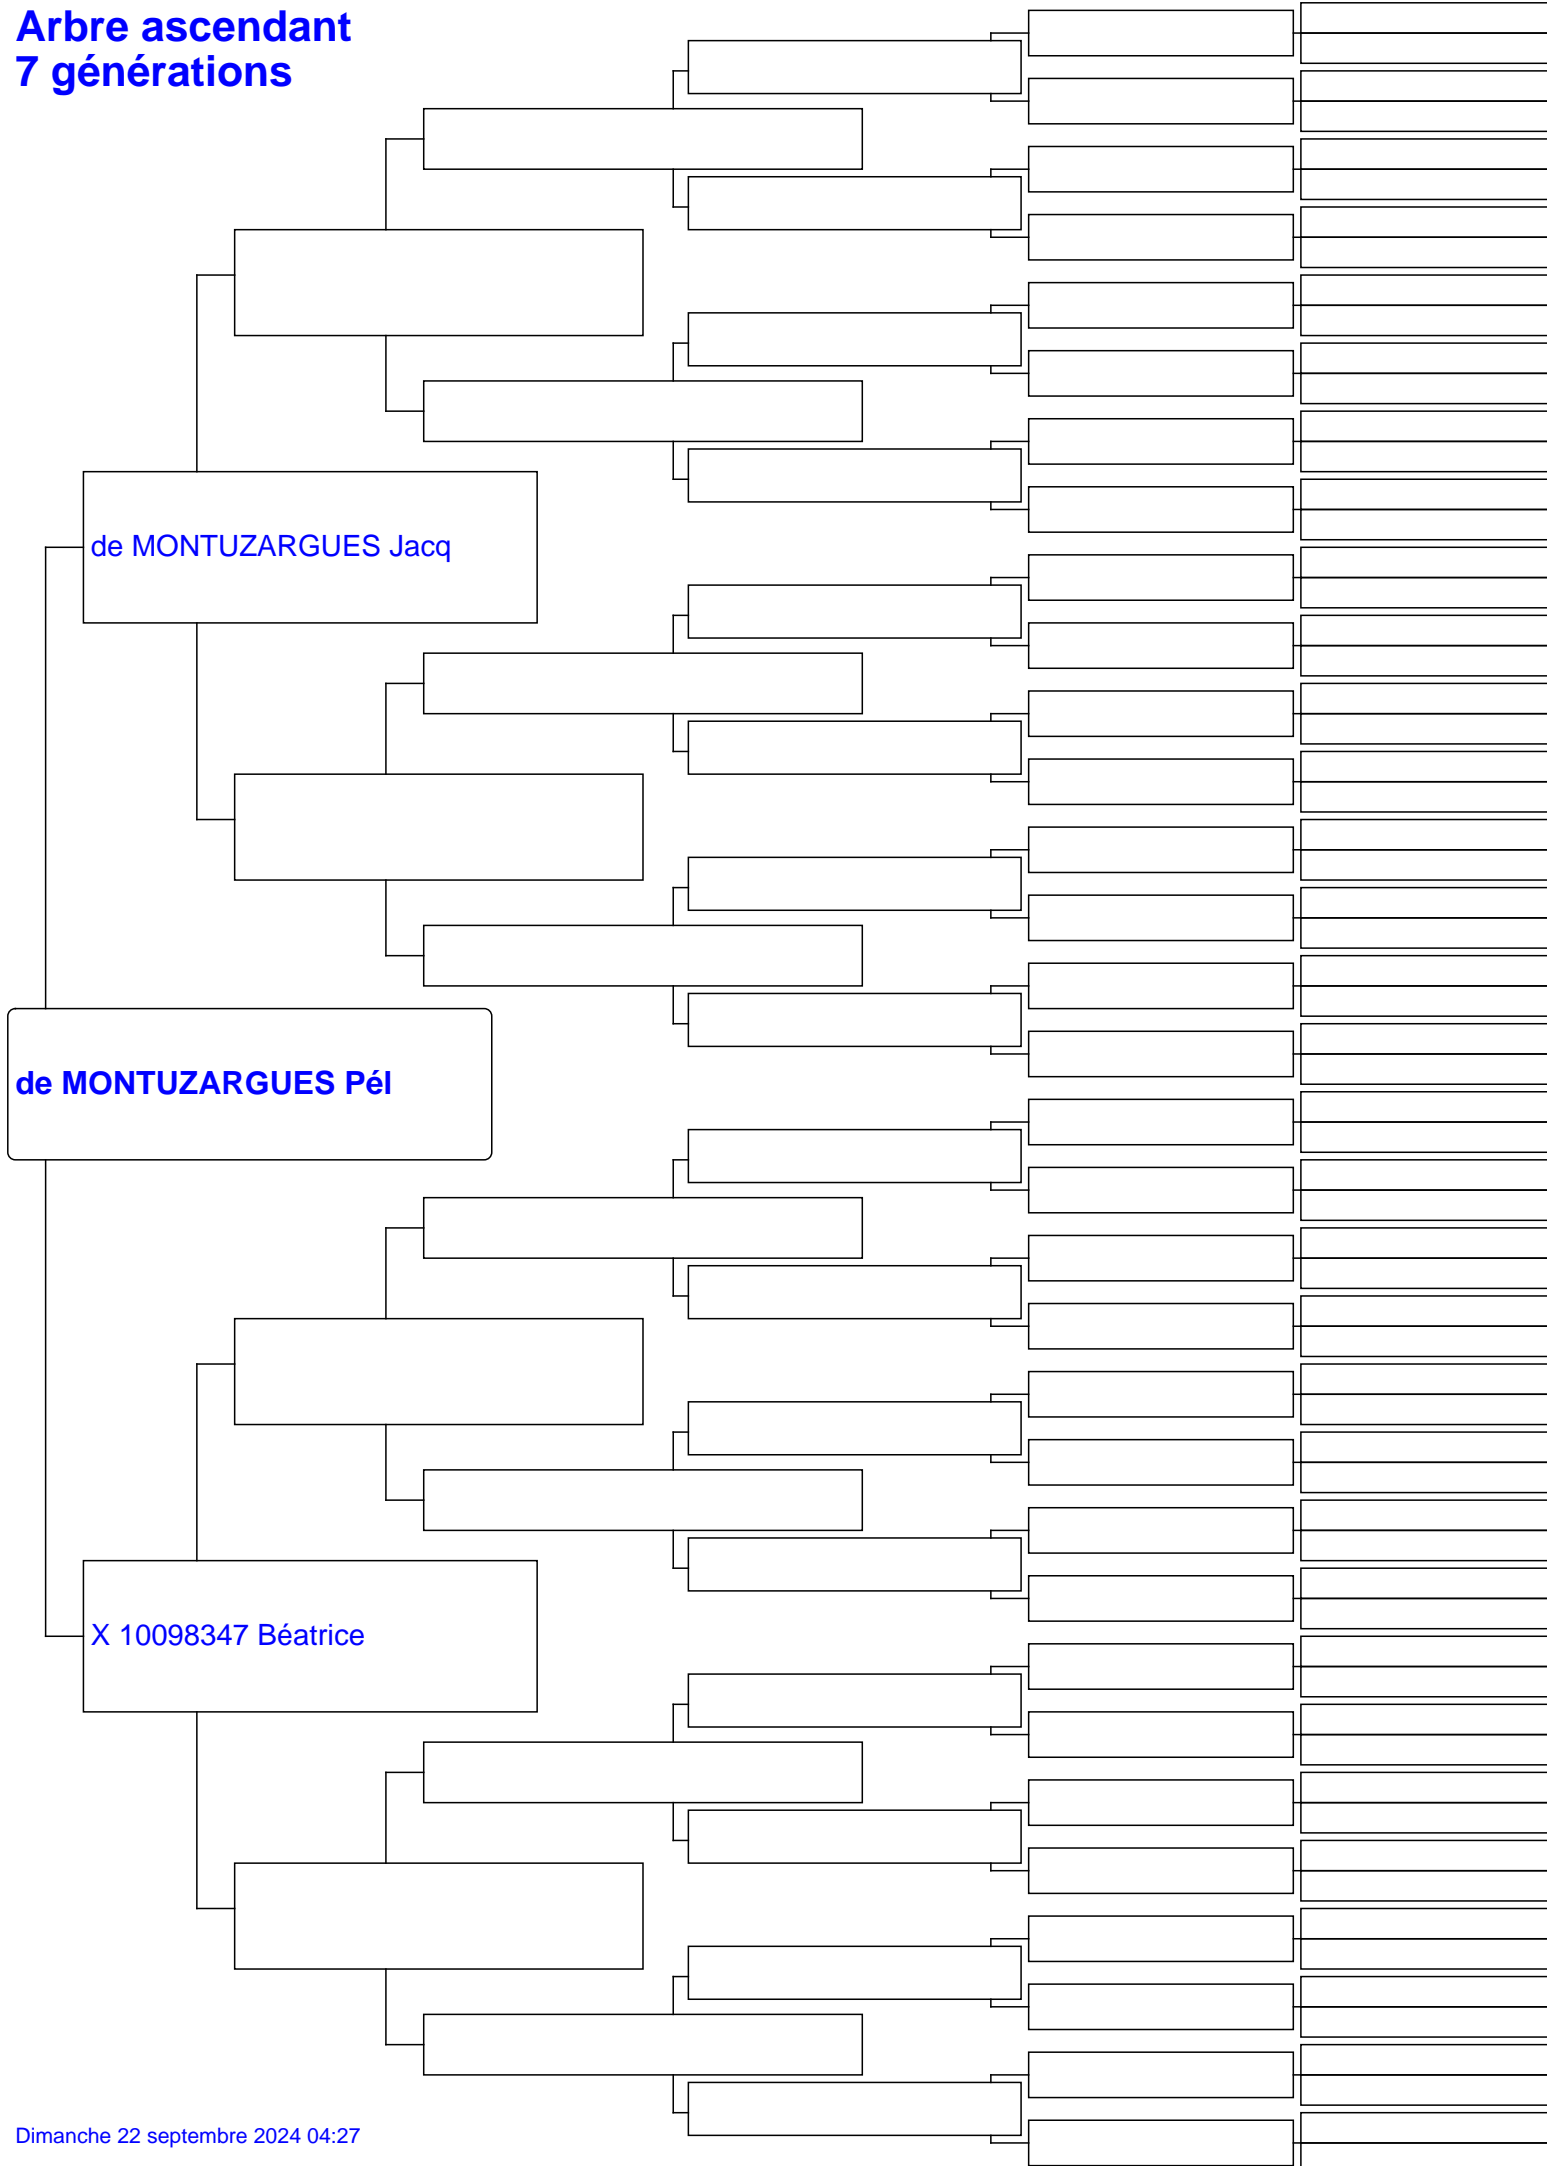 Arbre ascendant
7 générations
de MONTUZARGUES Jacq
de MONTUZARGUES Pél
X 10098347 Béatrice
Dimanche 22 septembre 2024 04:27